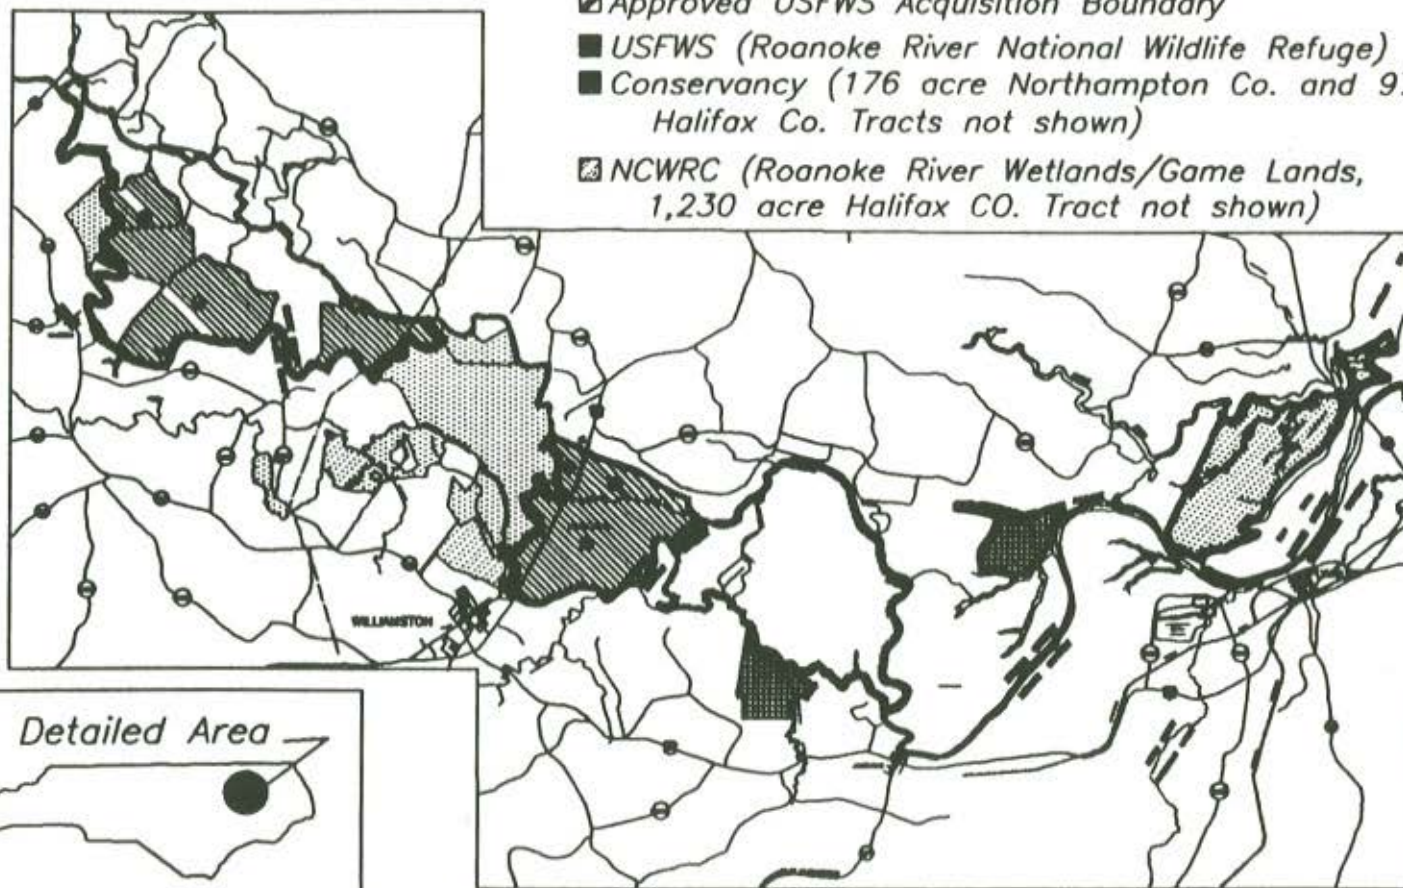 Approved USFWS Acquisition Boundary
USFWS (Roanoke River National Wildlife Refuge)
Conservancy (176 acre Northampton Co. and
Halifax Co. Tracts not shown)
NCWRC (Roanoke River Wetlands/Game Lands,
1,230 acre Halifax CO. Tract not shown)
WILLIAMSTON
Detailed Area